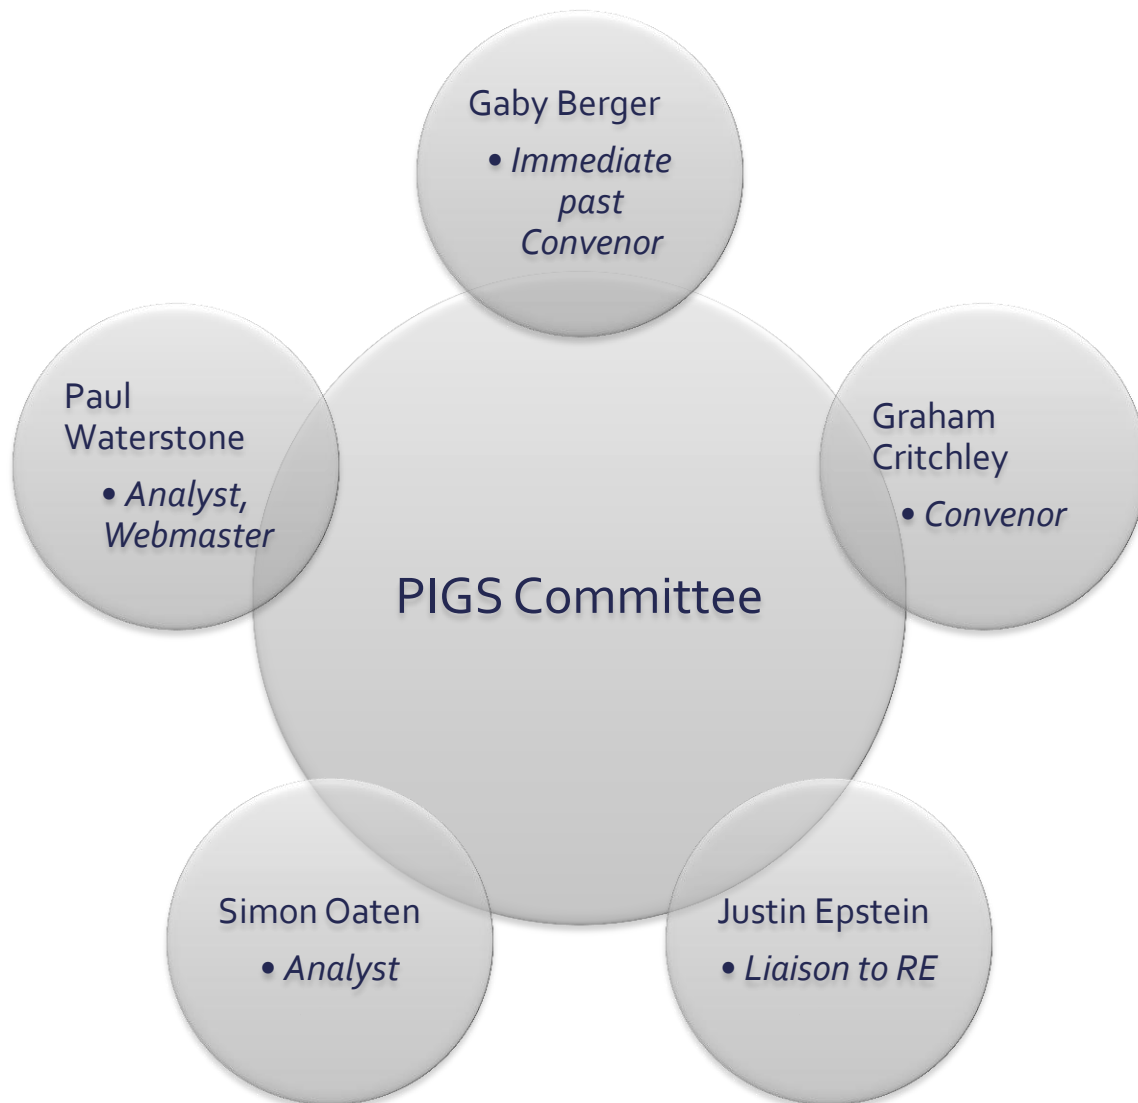 Gaby Berger
• Immediate
past
Convenor
Paul
Waterstone
• Analyst,
Webmaster
Graham
Critchley
• Convenor
PIGS Committee
Simon Oaten
• Analyst
Justin Epstein
• Liaison to RE